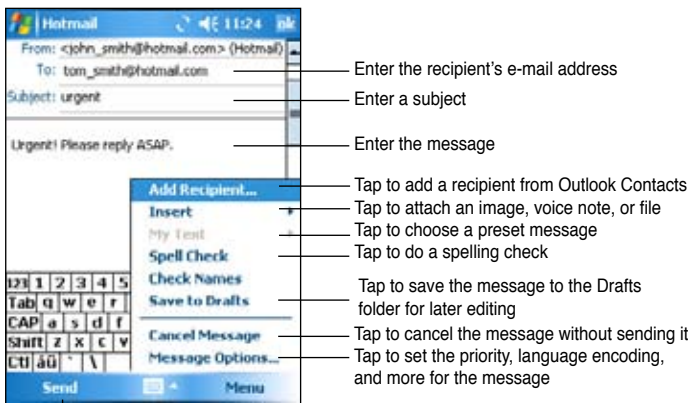 Hotmail 11:24 ok
From: <john_smith@hotmail.com> (Hotmail)
To: tom_smith@hotmail.com
Enter the recipient's e-mail address
Subject: urgent
Enter a subject
Urgent! Please reply ASAP.
Enter the message
Add Recipient...
Tap to add a recipient from Outlook Contacts
Insert
Tap to attach an image, voice note, or file
My Text
Tap to choose a preset message
Spell Check
Tap to do a spelling check
Check Names
Save to Drafts
Tap to save the message to the Drafts
folder for later editing
Cancel Message
Tap to cancel the message without sending it
Message Options...
Tap to set the priority, language encoding,
and more for the message
123 1 2 3 4 5
Tab q w e r
CAP a s d f
Shift z x c v
Ctl áü ` \
Send Menu